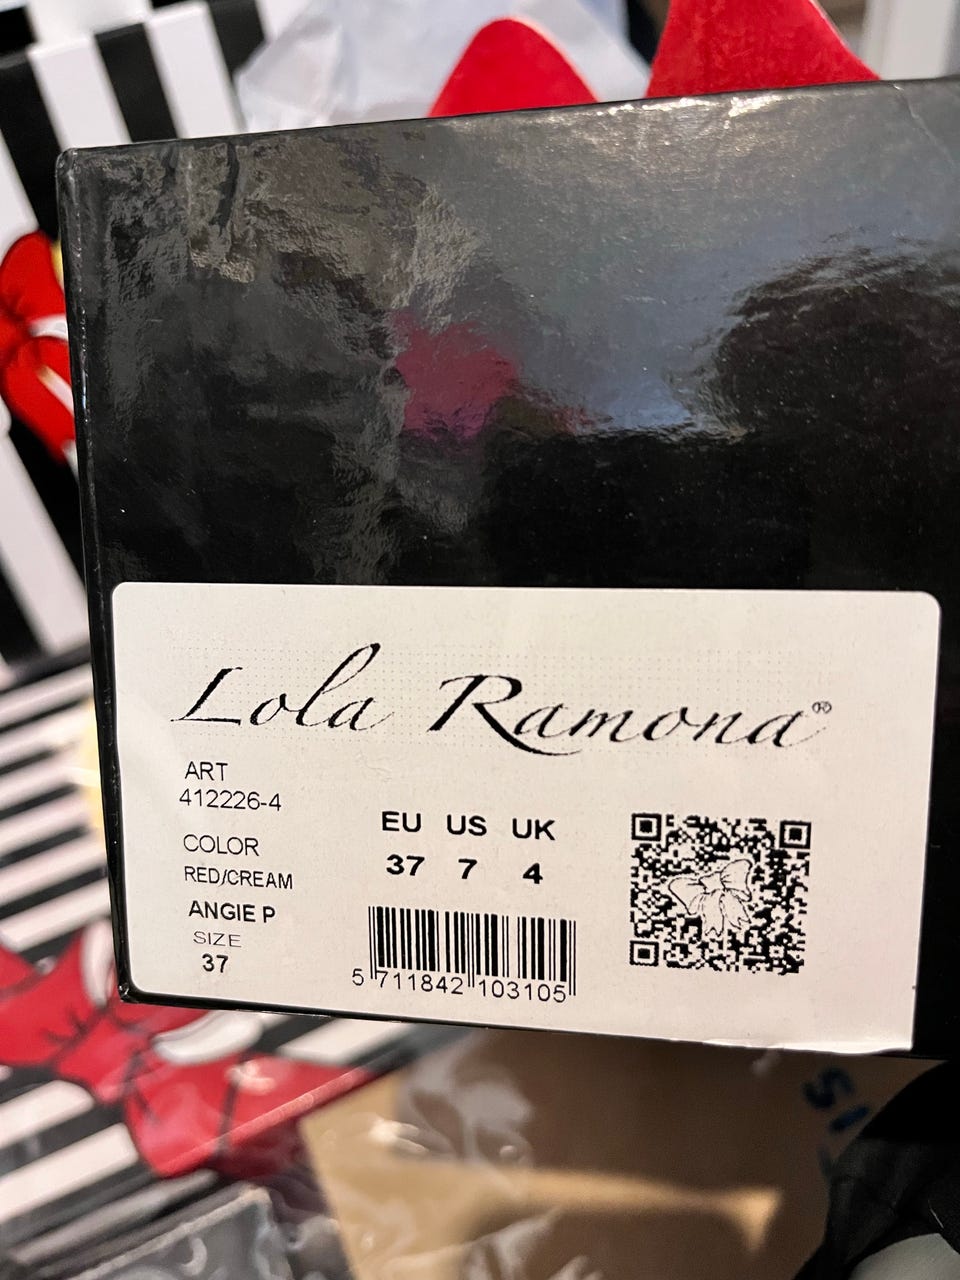 Lola Ramona®
ART
412226-4
COLOR
RED/CREAM
ANGIE P
SIZE
37
EU US UK
37 7 4
5 711842 103105